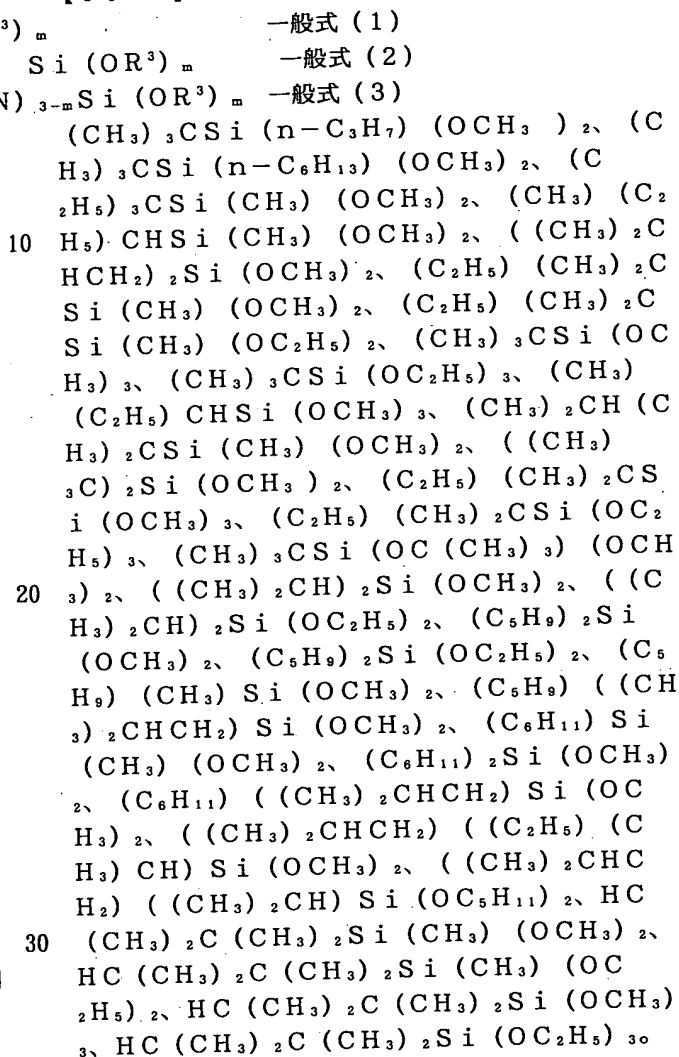 ³) ₘ 一般式 (1)
Si (OR³) ₘ 一般式 (2)
N) ₃₋ₘSi (OR³) ₘ 一般式 (3)
(CH₃) ₃CSi (n-C₃H₇) (OCH₃ ) ₂、 (C
H₃) ₃CSi (n-C₆H₁₃) (OCH₃) ₂、 (C
₂H₅) ₃CSi (CH₃) (OCH₃) ₂、 (CH₃) (C₂
10 H₅) CHSi (CH₃) (OCH₃) ₂、 ( (CH₃) ₂C
HCH₂) ₂Si (OCH₃) ₂、 (C₂H₅) (CH₃) ₂C
Si (CH₃) (OCH₃) ₂、 (C₂H₅) (CH₃) ₂C
Si (CH₃) (OC₂H₅) ₂、 (CH₃) ₃CSi (OC
H₃) ₃、 (CH₃) ₃CSi (OC₂H₅) ₃、 (CH₃)
(C₂H₅) CHSi (OCH₃) ₃、 (CH₃) ₂CH (C
H₃) ₂CSi (CH₃) (OCH₃) ₂、 ( (CH₃)
₃C) ₂Si (OCH₃ ) ₂、 (C₂H₅) (CH₃) ₂CS
i (OCH₃) ₃、 (C₂H₅) (CH₃) ₂CSi (OC₂
H₅) ₃、 (CH₃) ₃CSi (OC (CH₃) ₃) (OCH
20 ₃) ₂、 ( (CH₃) ₂CH) ₂Si (OCH₃) ₂、 ( (C
H₃) ₂CH) ₂Si (OC₂H₅) ₂、 (C₅H₉) ₂Si
(OCH₃) ₂、 (C₅H₉) ₂Si (OC₂H₅) ₂、 (C₅
H₉) (CH₃) Si (OCH₃) ₂、 (C₅H₉) ( (CH
₃) ₂CHCH₂) Si (OCH₃) ₂、 (C₆H₁₁) Si
(CH₃) (OCH₃) ₂、 (C₆H₁₁) ₂Si (OCH₃)
₂、 (C₆H₁₁) ( (CH₃) ₂CHCH₂) Si (OC
H₃) ₂、 ( (CH₃) ₂CHCH₂) ( (C₂H₅) (C
H₃) CH) Si (OCH₃) ₂、 ( (CH₃) ₂CHC
H₂) ( (CH₃) ₂CH) Si (OC₅H₁₁) ₂、 HC
30 (CH₃) ₂C (CH₃) ₂Si (CH₃) (OCH₃) ₂、
HC (CH₃) ₂C (CH₃) ₂Si (CH₃) (OC
₂H₅) ₂、 HC (CH₃) ₂C (CH₃) ₂Si (OCH₃)
₃、 HC (CH₃) ₂C (CH₃) ₂Si (OC₂H₅) ₃。